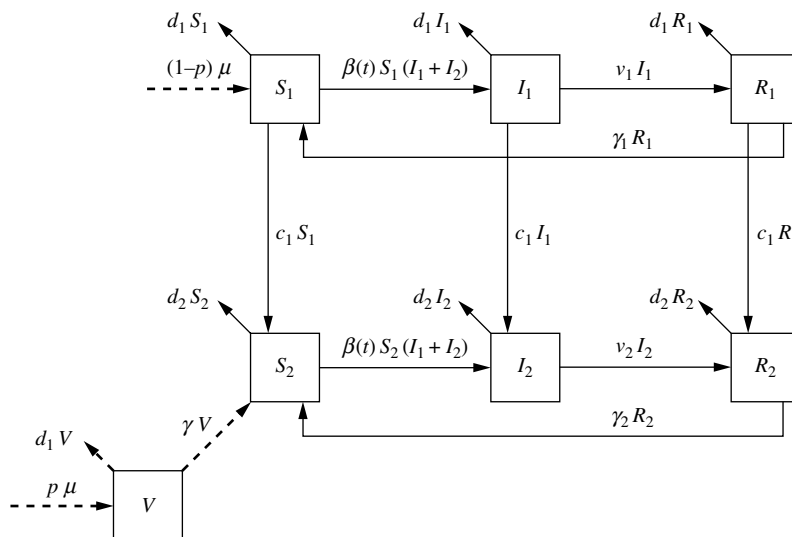 d₁ S₁
d₁ I₁
d₁ R₁
(1–p) μ
S₁
β(t) S₁ (I₁ + I₂)
I₁
v₁ I₁
R₁
γ₁ R₁
c₁ S₁
c₁ I₁
c₁ R
d₂ S₂
d₂ I₂
d₂ R₂
S₂
β(t) S₂ (I₁ + I₂)
I₂
v₂ I₂
R₂
γ₂ R₂
γ V
d₁ V
p μ
V